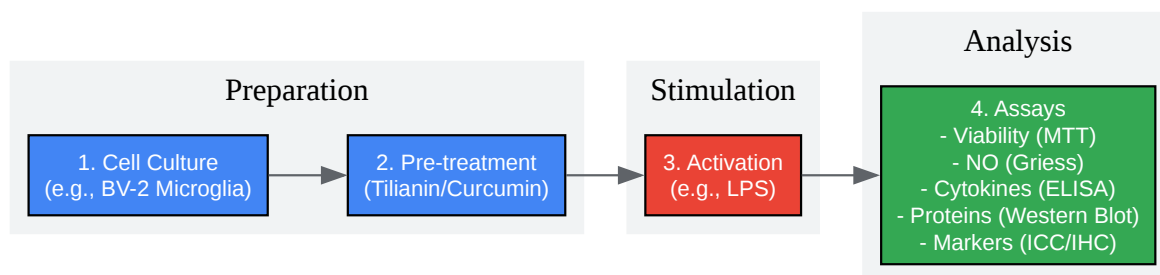 Preparation
1. Cell Culture
(e.g., BV-2 Microglia)
2. Pre-treatment
(Tilianin/Curcumin)
Stimulation
3. Activation
(e.g., LPS)
Analysis
4. Assays
- Viability (MTT)
- NO (Griess)
- Cytokines (ELISA)
- Proteins (Western Blot)
- Markers (ICC/IHC)